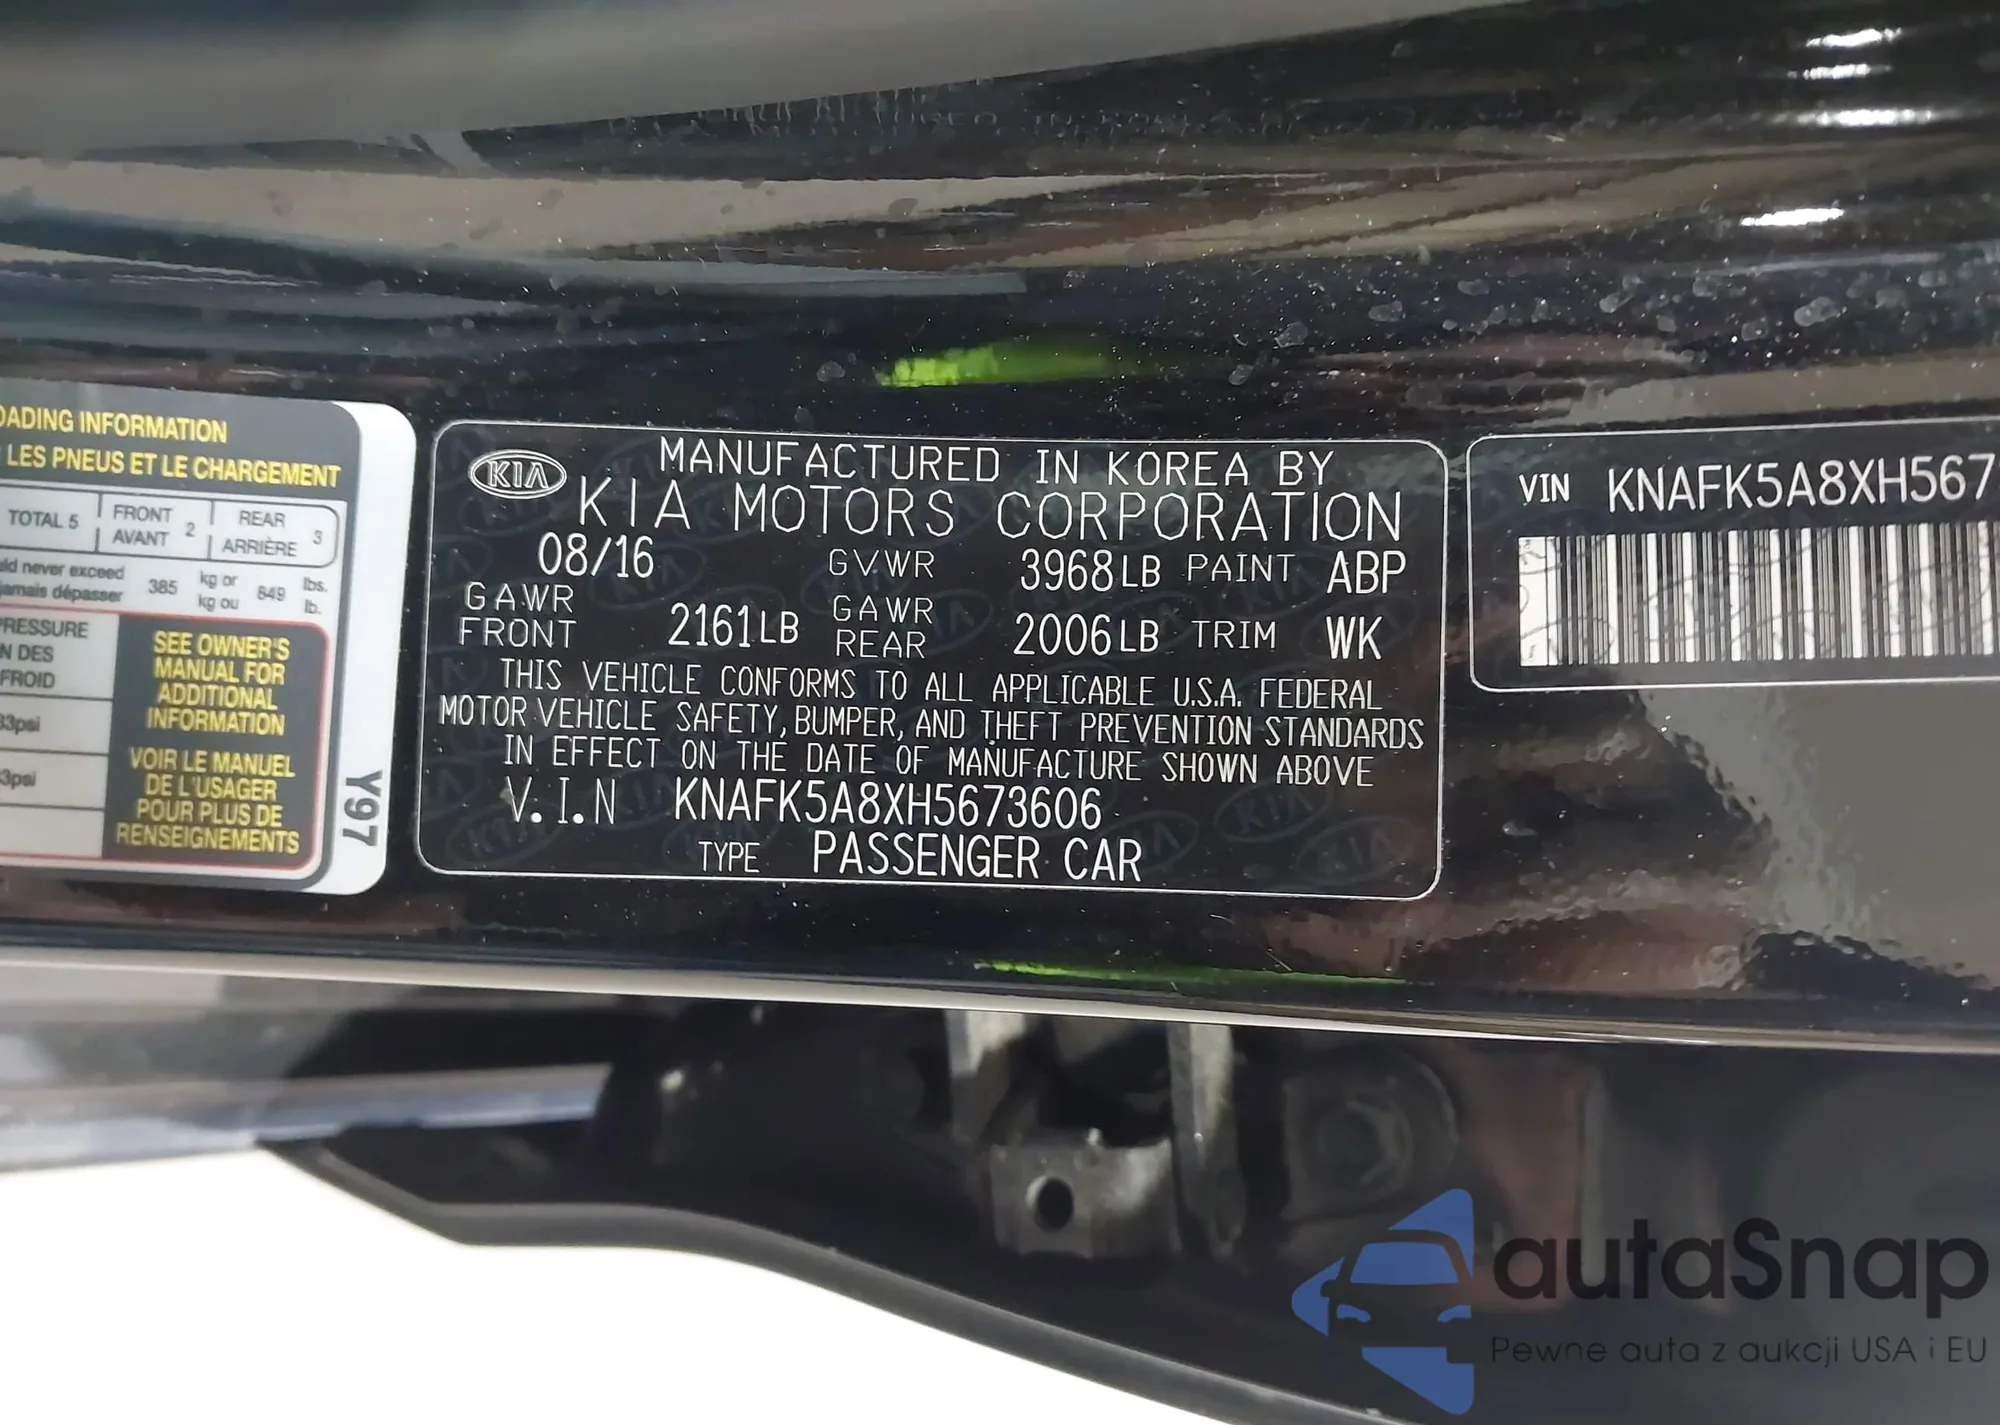 OADING INFORMATION
LES PNEUS ET LE CHARGEMENT
TOTAL 5 FRONT AVANT 2 REAR ARRIÈRE 3
never exceed
jamais dépasser 385 kg or kg ou 849 lbs. lb.
PRESSURE
N DES
FROID
33psi
3psi
SEE OWNER'S
MANUAL FOR
ADDITIONAL
INFORMATION
VOIR LE MANUEL
DE L'USAGER
POUR PLUS DE
RENSEIGNEMENTS
Y97
KIA
MANUFACTURED IN KOREA BY
KIA MOTORS CORPORATION
08/16 GVWR 3968LB PAINT ABP
GAWR FRONT 2161LB GAWR REAR 2006LB TRIM WK
THIS VEHICLE CONFORMS TO ALL APPLICABLE U.S.A. FEDERAL
MOTOR VEHICLE SAFETY, BUMPER, AND THEFT PREVENTION STANDARDS
IN EFFECT ON THE DATE OF MANUFACTURE SHOWN ABOVE
V.I.N KNAFK5A8XH5673606
TYPE PASSENGER CAR
VIN KNAFK5A8XH567
autaSnap
Pewne auta z aukcji USA i EU